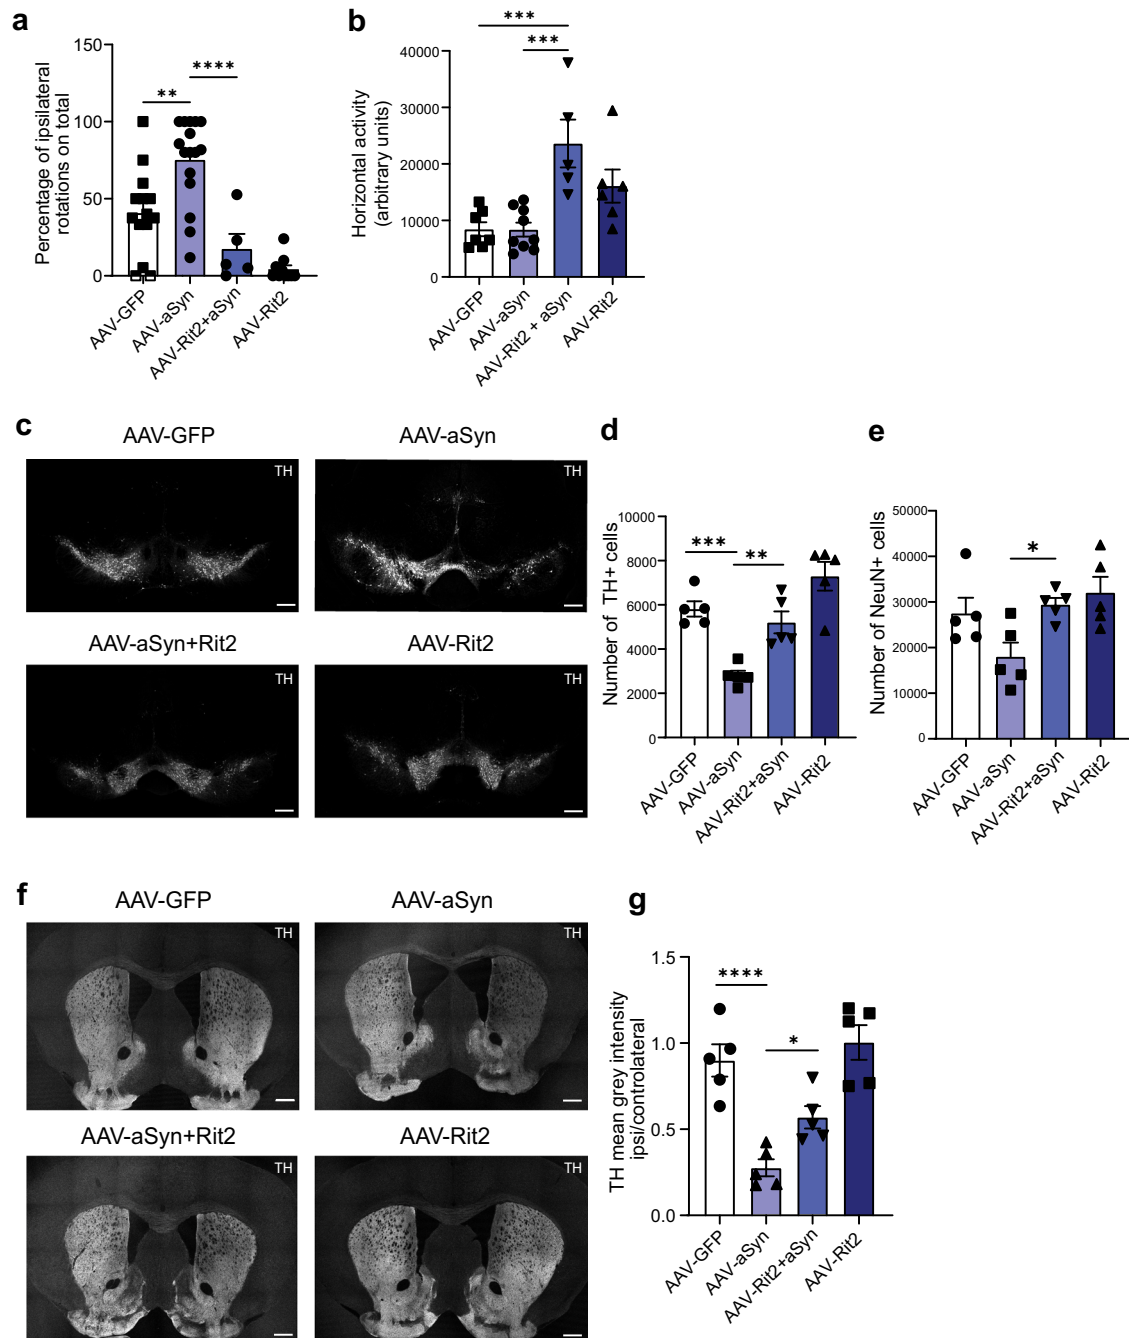 a
Percentage of ipsilateral
rotations on total
150
100
50
0
**
****
AAV-GFP
AAV-aSyn
AAV-Rit2+aSyn
AAV-Rit2
b
Horizontal activity
(arbitrary units)
40000
30000
20000
10000
0
***
***
AAV-GFP
AAV-aSyn
AAV-Rit2 + aSyn
AAV-Rit2
c
AAV-GFP
TH
AAV-aSyn
TH
AAV-aSyn+Rit2
TH
AAV-Rit2
TH
d
Number of TH+ cells
10000
8000
6000
4000
2000
0
***
**
AAV-GFP
AAV-aSyn
AAV-Rit2+aSyn
AAV-Rit2
e
Number of NeuN+ cells
50000
40000
30000
20000
10000
0
*
AAV-GFP
AAV-aSyn
AAV-Rit2+aSyn
AAV-Rit2
f
AAV-GFP
TH
AAV-aSyn
TH
AAV-aSyn+Rit2
TH
AAV-Rit2
TH
g
TH mean grey intensity
ipsi/controlateral
1.5
1.0
0.5
0.0
****
*
AAV-GFP
AAV-aSyn
AAV-Rit2+aSyn
AAV-Rit2